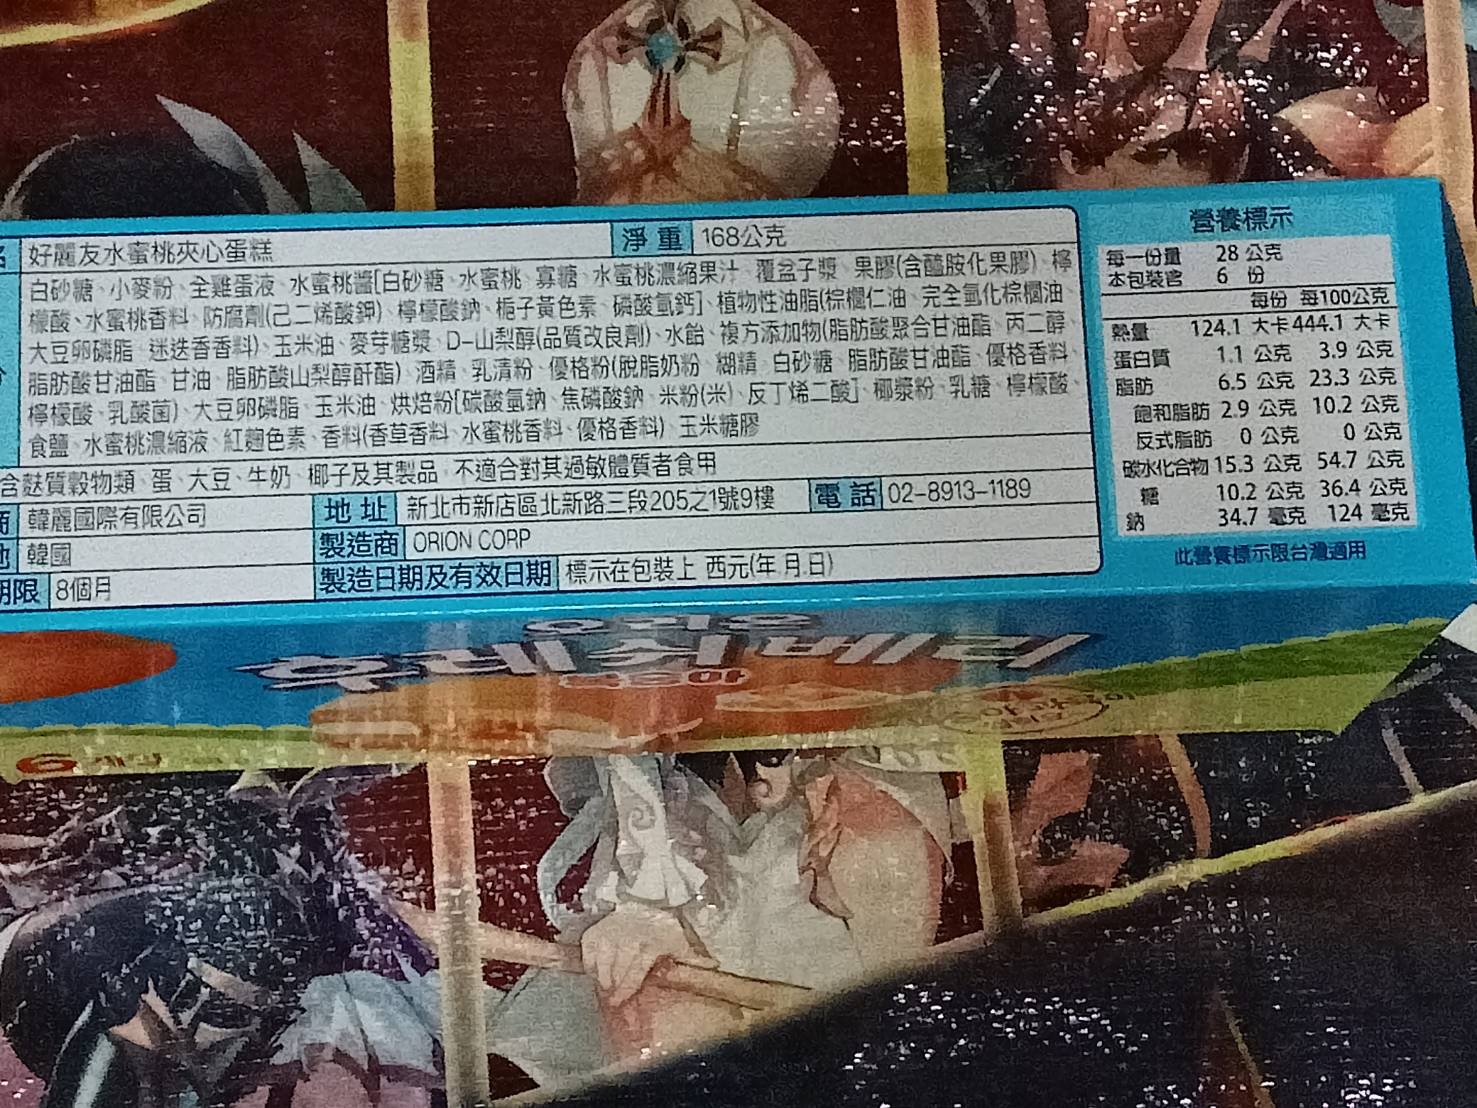 名 好麗友水蜜桃夾心蛋糕 淨重 168公克
白砂糖、小麥粉、全雞蛋液、水蜜桃醬[白砂糖、水蜜桃、寡糖、水蜜桃濃縮果汁、覆盆子漿、果膠(含醯胺化果膠)、檸
檬酸、水蜜桃香料、防腐劑(己二烯酸鉀)、檸檬酸鈉、梔子黃色素、磷酸氫鈣]、植物性油脂(棕櫚仁油、完全氫化棕櫚油、
大豆卵磷脂、迷迭香香料)、玉米油、麥芽糖漿、D-山梨醇(品質改良劑)、水飴、複方添加物(脂肪酸聚合甘油酯、丙二醇
脂肪酸甘油酯、甘油、脂肪酸山梨醇酐酯)、酒精、乳清粉、優格粉(脫脂奶粉、糊精、白砂糖、脂肪酸甘油酯、優格香料、
檸檬酸、乳酸菌)、大豆卵磷脂、玉米油、烘焙粉[碳酸氫鈉、焦磷酸鈉、米粉(米)、反丁烯二酸]、椰漿粉、乳糖、檸檬酸、
食鹽、水蜜桃濃縮液、紅麴色素、香料(香草香料、水蜜桃香料、優格香料)、玉米糖膠
含麩質穀物類、蛋、大豆、牛奶、椰子及其製品，不適合對其過敏體質者食用
商 韓麗國際有限公司 地址 新北市新店區北新路三段205之1號9樓 電話 02-8913-1189
地 韓國 製造商 ORION CORP
期限 8個月 製造日期及有效日期 標示在包裝上 西元(年.月.日)
營養標示
每一份量 28 公克
本包裝含 6 份
每份 每100公克
熱量 124.1 大卡 444.1 大卡
蛋白質 1.1 公克 3.9 公克
脂肪 6.5 公克 23.3 公克
飽和脂肪 2.9 公克 10.2 公克
反式脂肪 0 公克 0 公克
碳水化合物 15.3 公克 54.7 公克
糖 10.2 公克 36.4 公克
鈉 34.7 毫克 124 毫克
此營養標示限台灣適用
후레쉬베리
복숭아